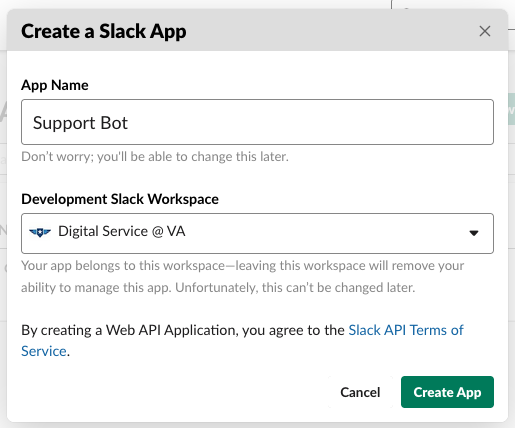 Create a Slack App
App Name
Support Bot
Don't worry; you'll be able to change this later.
Development Slack Workspace
Digital Service @ VA
Your app belongs to this workspace—leaving this workspace will remove your
ability to manage this app. Unfortunately, this can't be changed later.
By creating a Web API Application, you agree to the Slack API Terms of
Service.
Cancel
Create App